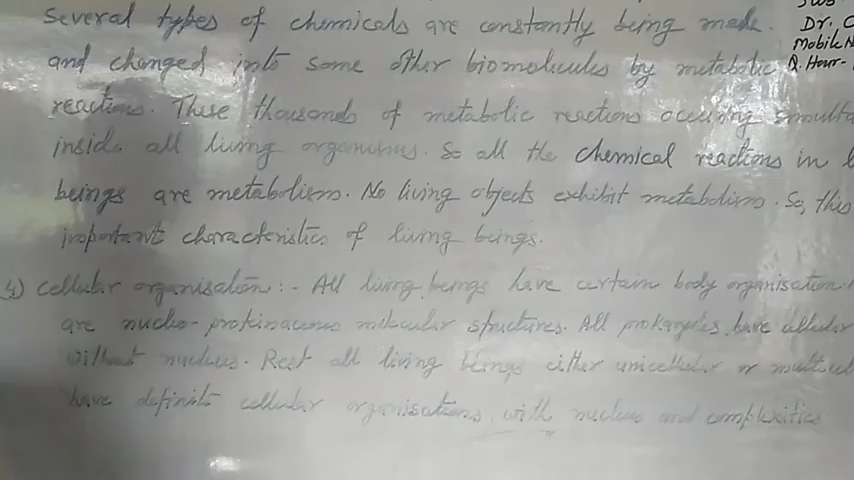 several types of chemicals are constantly being made.
and changed into some other biomolecules by metabolic
reactions. These thousands of metabolic reactions occuring simulta
inside all living organisms. So all the chemical reactions in
beings are metabolism. No living objects exhibit metabolism. So, this
important characteristics of living beings.
4) Cellular organisation:- All living beings have certain body organisation.
are nucleo-protinaceous molicular structures. All prokaryotes have cellular
without nucleus. Rest all living beings either unicellular or multicel
have definite cellular organisations with nucleus and complexities
Dr. C
Mobile N
Q. Hour-